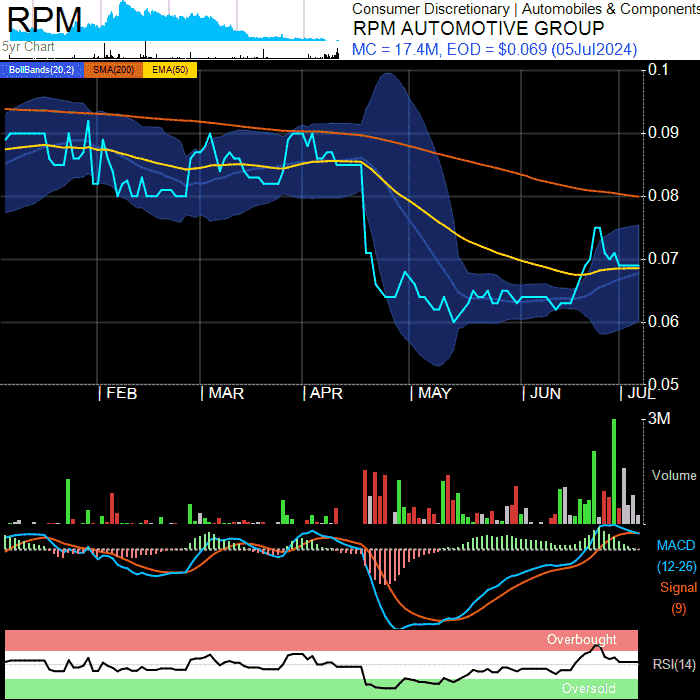 RPM
5yr Chart
Consumer Discretionary | Automobiles & Components
RPM AUTOMOTIVE GROUP
MC = 17.4M, EOD = $0.069 (05Jul2024)
BollBands(20,2) SMA(200) EMA(50)
0.1
0.09
0.08
0.07
0.06
0.05
| FEB | MAR | APR | MAY | JUN | JUL
3M
Volume
MACD
(12-26)
Signal
(9)
Overbought
RSI(14)
Oversold